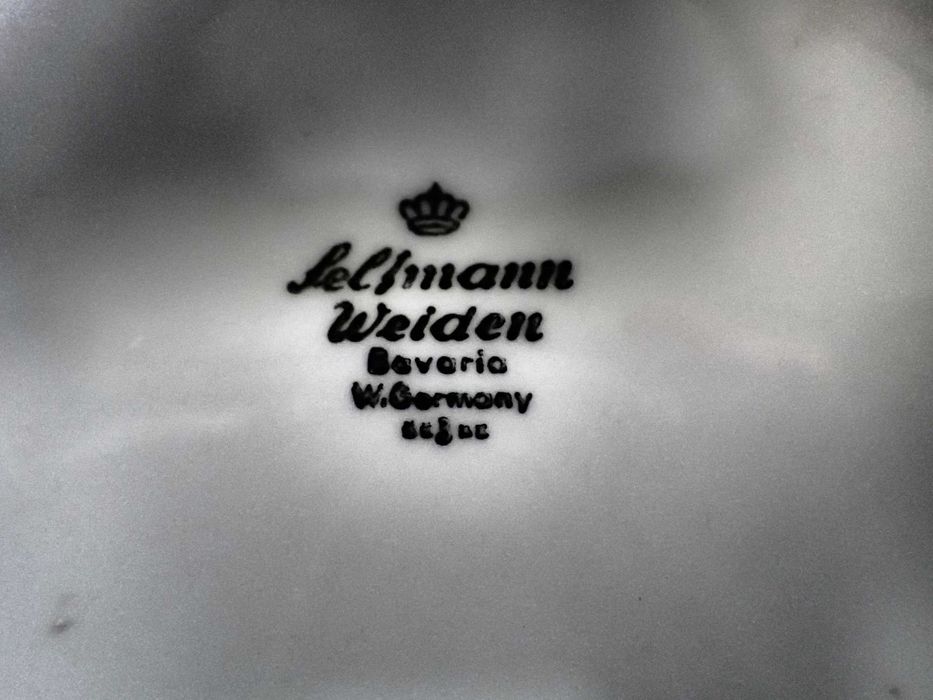 Seltmann
Weiden
Bavaria
W.Germany